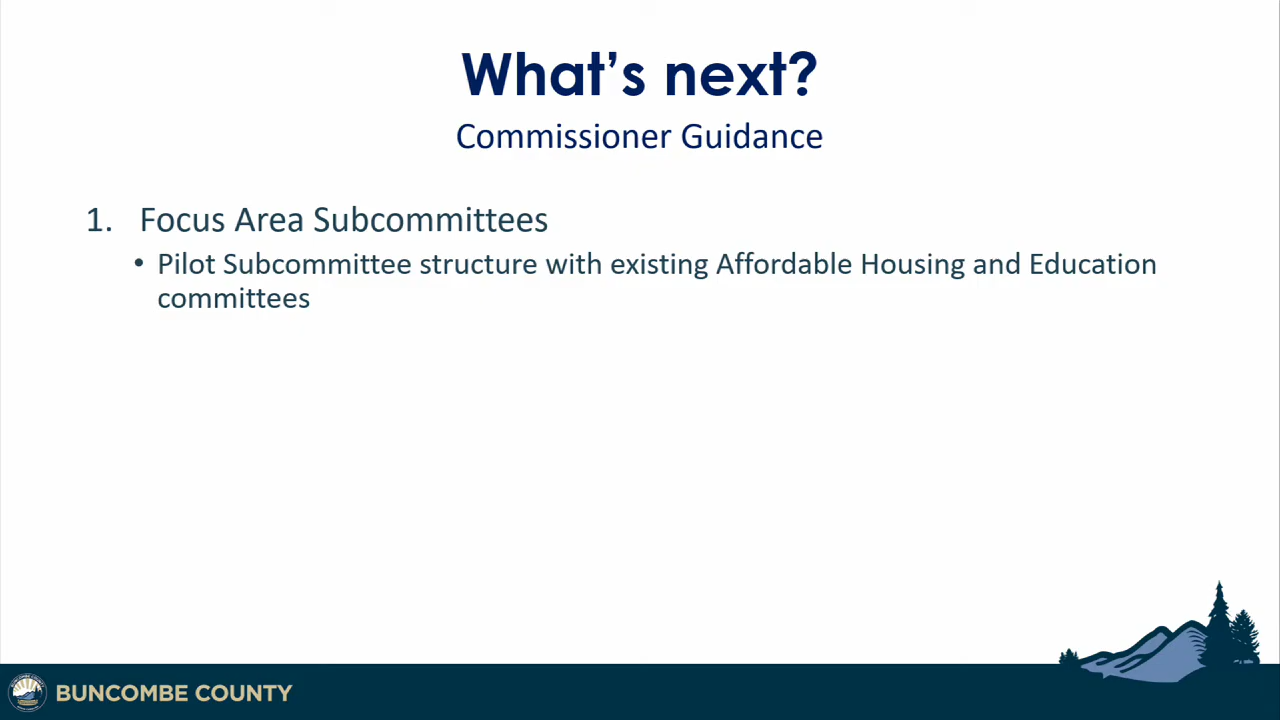 What's next?
Commissioner Guidance
1. Focus Area Subcommittees
• Pilot Subcommittee structure with existing Affordable Housing and Education
committees
BUNCOMBE COUNTY